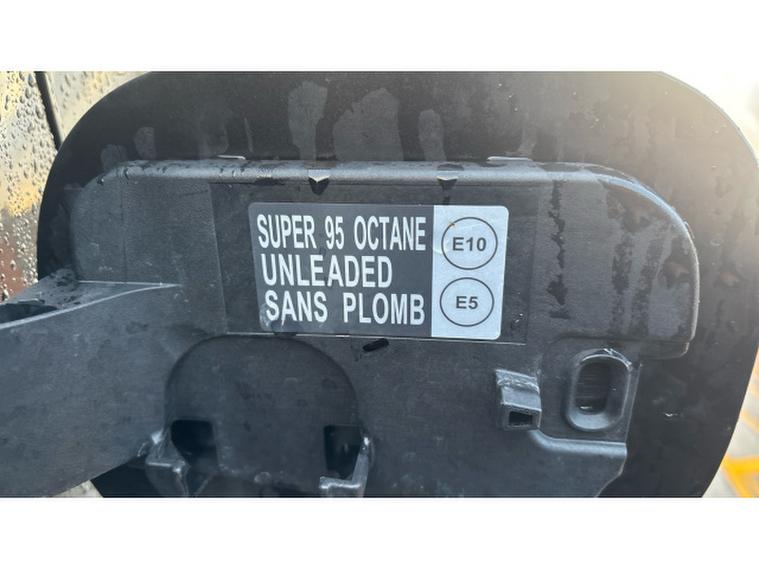 SUPER 95 OCTANE
UNLEADED
SANS PLOMB
E10
E5